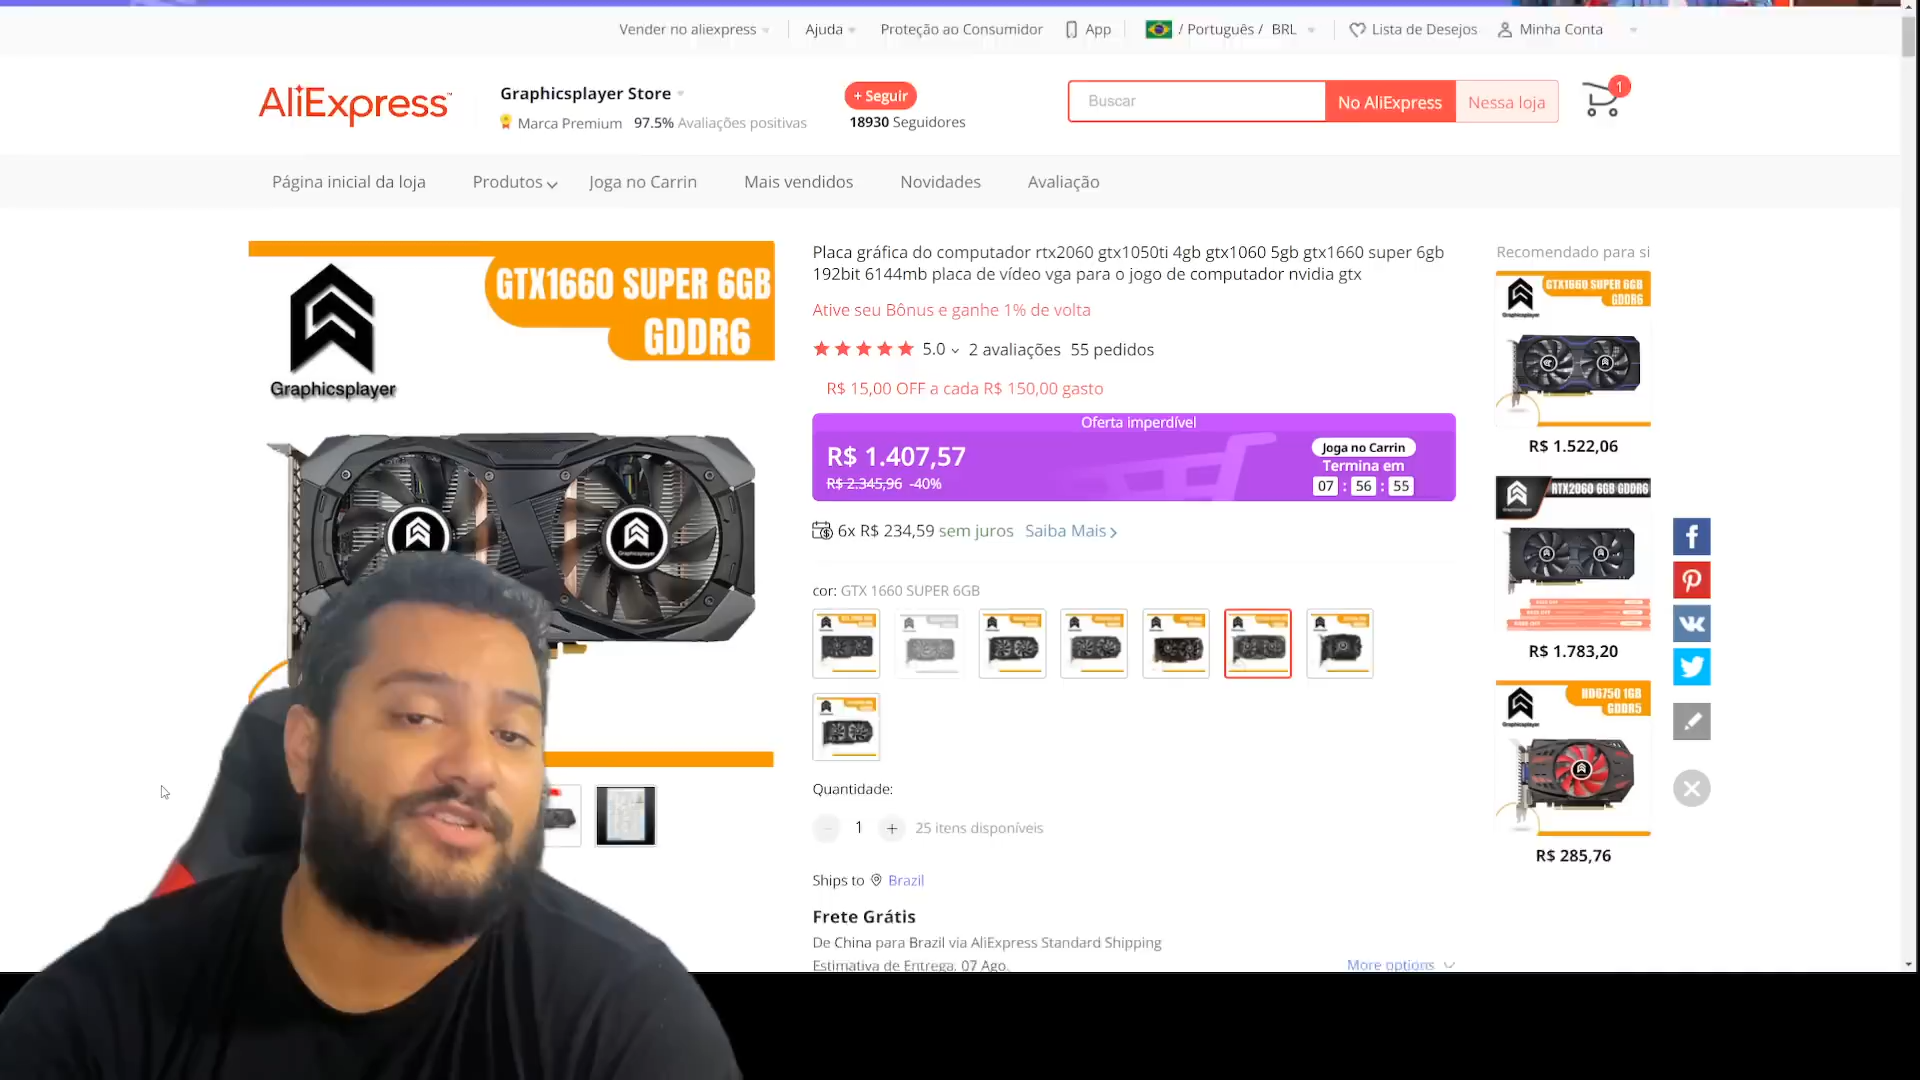 Vender no aliexpress
Ajuda
Proteção ao Consumidor
App
/ Português / BRL
Lista de Desejos
Minha Conta
AliExpress
Graphicsplayer Store
Marca Premium 97.5% Avaliações positivas
+ Seguir
18930 Seguidores
Buscar
No AliExpress
Nessa loja
1
Página inicial da loja
Produtos
Joga no Carrin
Mais vendidos
Novidades
Avaliação
GTX1660 SUPER 6GB
GDDR6
Graphicsplayer
Graphicsplayer
Placa gráfica do computador rtx2060 gtx1050ti 4gb gtx1060 5gb gtx1660 super 6gb
192bit 6144mb placa de vídeo vga para o jogo de computador nvidia gtx
Ative seu Bônus e ganhe 1% de volta
5.0 2 avaliações 55 pedidos
R$ 15,00 OFF a cada R$ 150,00 gasto
Oferta imperdível
R$ 1.407,57
R$ 2.345,96 -40%
Joga no Carrin
Termina em
07 : 56 : 55
6x R$ 234,59 sem juros Saiba Mais
cor: GTX 1660 SUPER 6GB
Quantidade:
1
25 itens disponíveis
Ships to Brazil
Frete Grátis
De China para Brazil via AliExpress Standard Shipping
Estimativa de Entrega. 07 Ago.
More options
Recomendado para si
GTX1660 SUPER 6GB
GDDR6
Graphicsplayer
R$ 1.522,06
RTX2060 6GB GDDR6
R$ 1.783,20
HD6750 1GB
GDDR5
Graphicsplayer
R$ 285,76